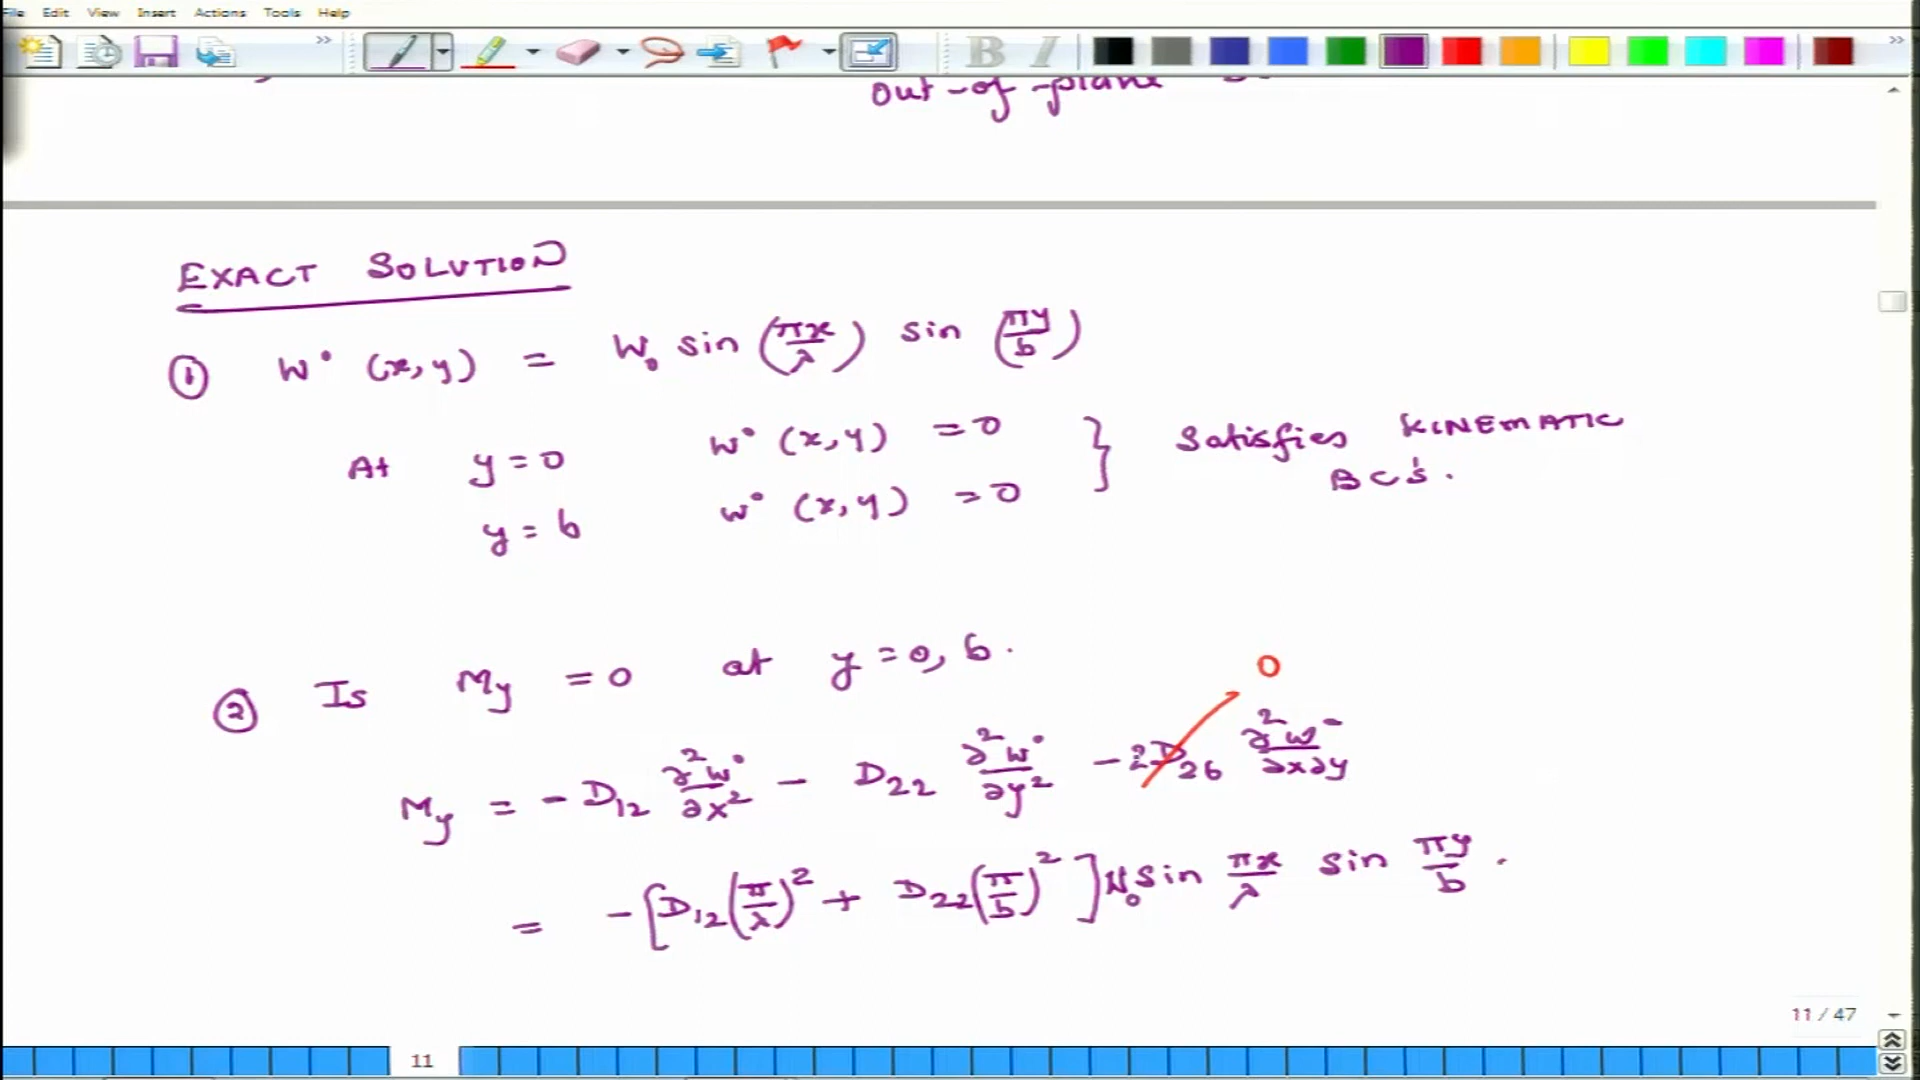 File Edit View Insert Actions Tools Help
B I
out-of-plane
EXACT SOLUTION
① W° (x,y) = W₀ sin (πx/λ) sin (πy/b)
At y=0 W° (x,y) =0 } Satisfies KINEMATIC
y=b W° (x,y) =0 BC's.
② Is My =0 at y=0, b.
0
My = -D₁₂ ∂²W°/∂x² - D₂₂ ∂²W°/∂y² -2D₂₆ ∂²W°/∂x∂y
= -[D₁₂(π/λ)² + D₂₂(π/b)²]W₀ sin πx/λ sin πy/b .
11 / 47
11